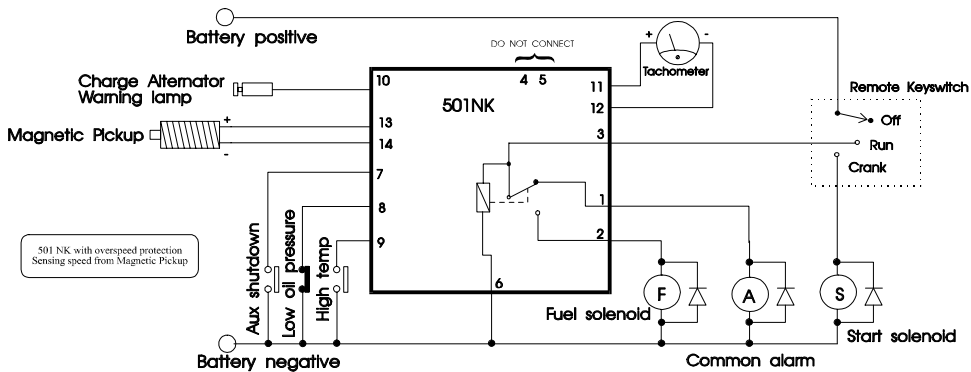 Battery positive
DO NOT CONNECT
4 5
+ -
Tachometer
Charge Alternator
Warning lamp
10
501NK
11
12
Remote Keyswitch
Off
Run
Crank
Magnetic Pickup
+
-
13
14
3
7
8
9
1
2
6
501 NK with overspeed protection
Sensing speed from Magnetic Pickup
Aux shutdown
Low oil pressure
High temp
F
A
S
Fuel solenoid
Start solenoid
Common alarm
Battery negative